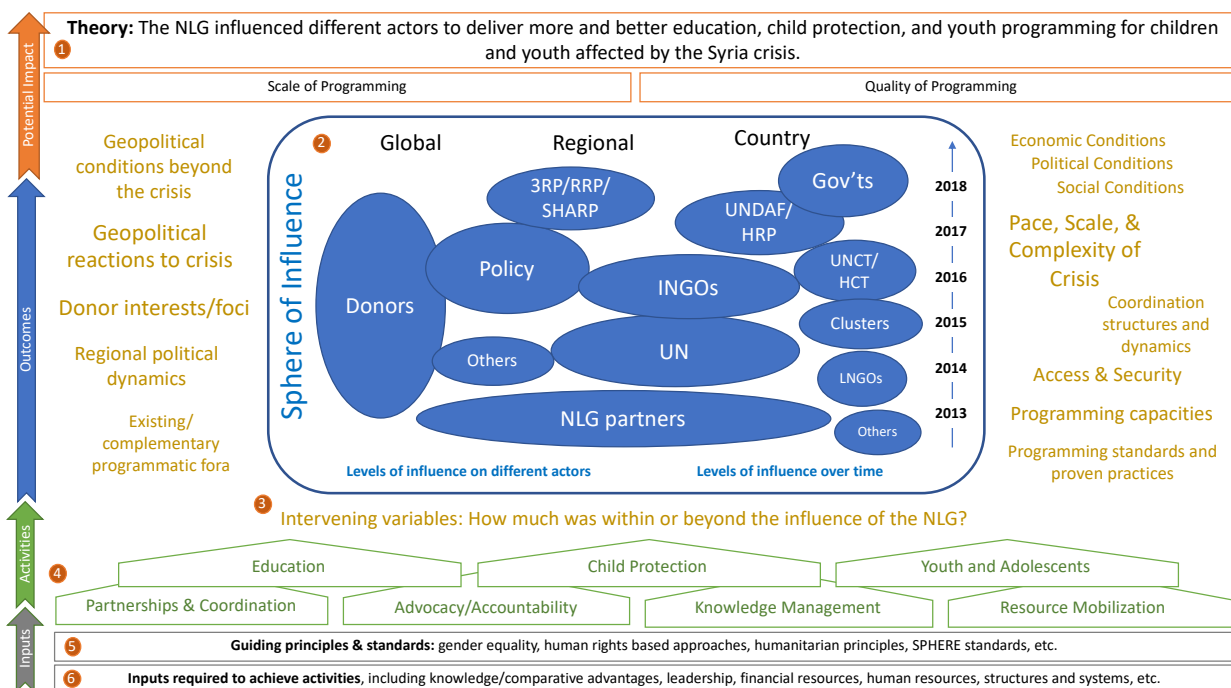 Theory: The NLG influenced different actors to deliver more and better education, child protection, and youth programming for children
1
and youth affected by the Syria crisis.
Scale of Programming
Quality of Programming
Potential Impact
Outcomes
Activities
Inputs
Geopolitical
conditions beyond
the crisis
Geopolitical
reactions to crisis
Donor interests/foci
Regional political
dynamics
Existing/
complementary
programmatic fora
2
Sphere of Influence
Global
Regional
Country
Donors
3RP/RRP/
SHARP
Policy
Others
UNDAF/
HRP
Gov'ts
INGOs
UN
NLG partners
UNCT/
HCT
Clusters
LNGOs
Others
2018
2017
2016
2015
2014
2013
Levels of influence on different actors
Levels of influence over time
Economic Conditions
Political Conditions
Social Conditions
Pace, Scale, &
Complexity of
Crisis
Coordination
structures and
dynamics
Access & Security
Programming capacities
Programming standards and
proven practices
3
Intervening variables: How much was within or beyond the influence of the NLG?
4
Education
Child Protection
Youth and Adolescents
Partnerships & Coordination
Advocacy/Accountability
Knowledge Management
Resource Mobilization
5
Guiding principles & standards: gender equality, human rights based approaches, humanitarian principles, SPHERE standards, etc.
6
Inputs required to achieve activities, including knowledge/comparative advantages, leadership, financial resources, human resources, structures and systems, etc.